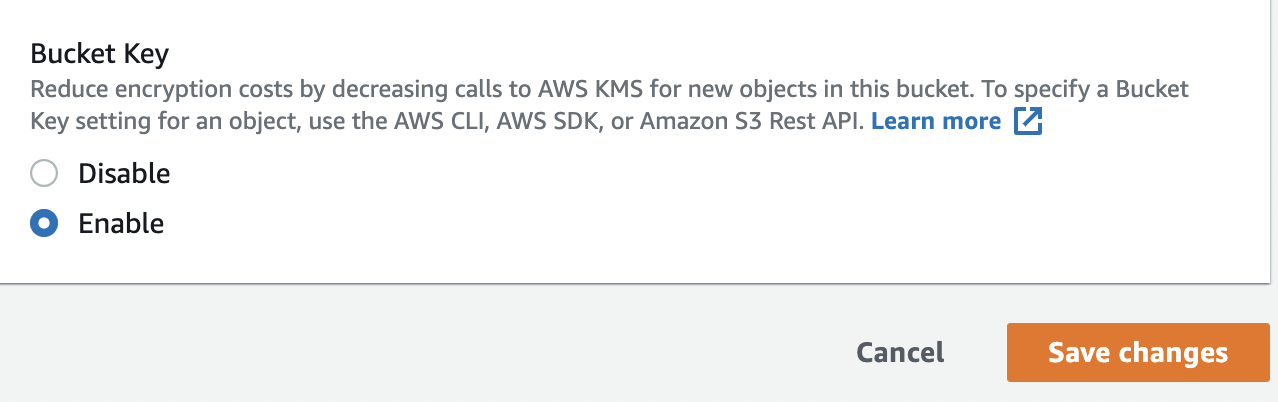 Bucket Key
Reduce encryption costs by decreasing calls to AWS KMS for new objects in this bucket. To specify a Bucket
Key setting for an object, use the AWS CLI, AWS SDK, or Amazon S3 Rest API. Learn more
Disable
Enable
Cancel Save changes